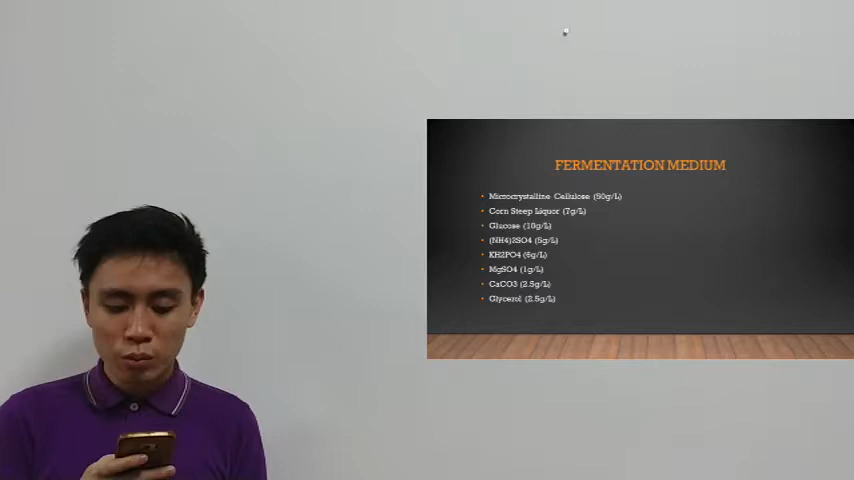 FERMENTATION MEDIUM
• Microcrystalline Cellulose (50g/L)
• Corn Steep Liquor (7g/L)
• Glucose (10g/L)
• (NH4)2SO4 (5g/L)
• KH2PO4 (6g/L)
• MgSO4 (1g/L)
• CaCO3 (2.5g/L)
• Glycerol (2.5g/L)